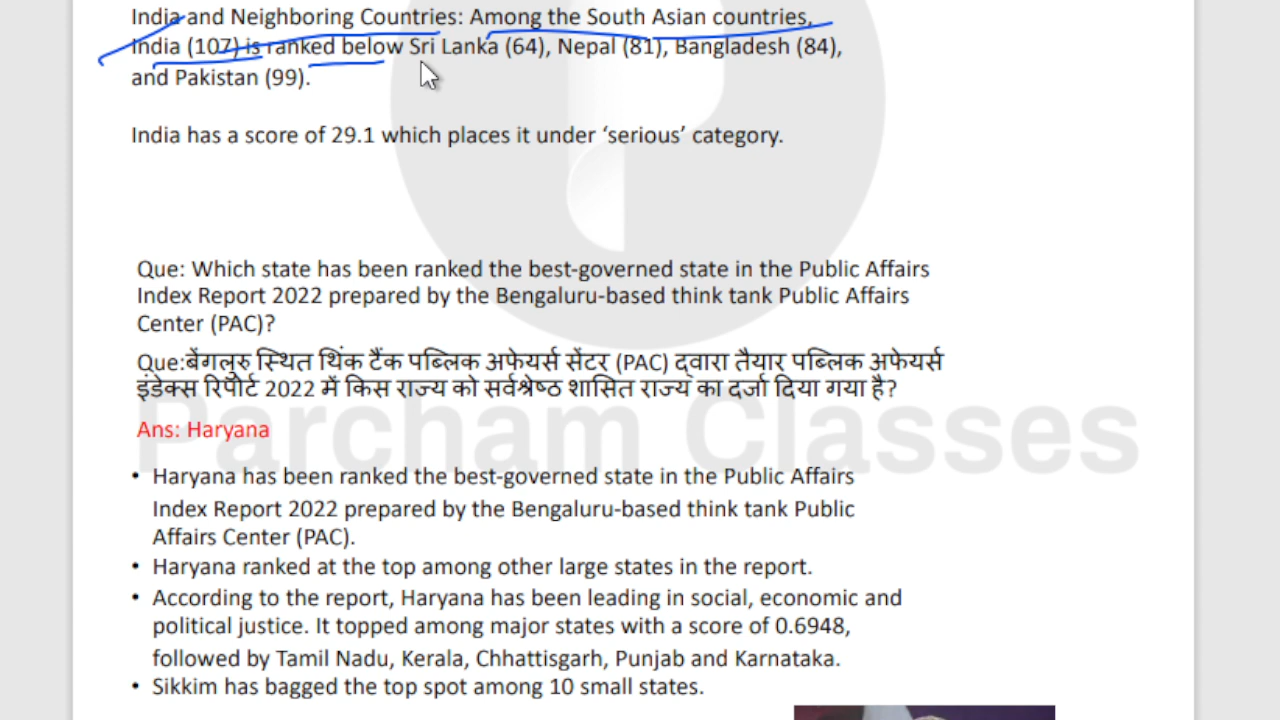 India and Neighboring Countries: Among the South Asian countries,
India (107) is ranked below Sri Lanka (64), Nepal (81), Bangladesh (84),
and Pakistan (99).
India has a score of 29.1 which places it under ‘serious’ category.
Que: Which state has been ranked the best-governed state in the Public Affairs
Index Report 2022 prepared by the Bengaluru-based think tank Public Affairs
Center (PAC)?
Que:बेंगलुरु स्थित थिंक टैंक पब्लिक अफेयर्स सेंटर (PAC) द्वारा तैयार पब्लिक अफेयर्स
इंडेक्स रिपोर्ट 2022 में किस राज्य को सर्वश्रेष्ठ शासित राज्य का दर्जा दिया गया है?
Parcham Classes
Ans: Haryana
• Haryana has been ranked the best-governed state in the Public Affairs
Index Report 2022 prepared by the Bengaluru-based think tank Public
Affairs Center (PAC).
• Haryana ranked at the top among other large states in the report.
• According to the report, Haryana has been leading in social, economic and
political justice. It topped among major states with a score of 0.6948,
followed by Tamil Nadu, Kerala, Chhattisgarh, Punjab and Karnataka.
• Sikkim has bagged the top spot among 10 small states.